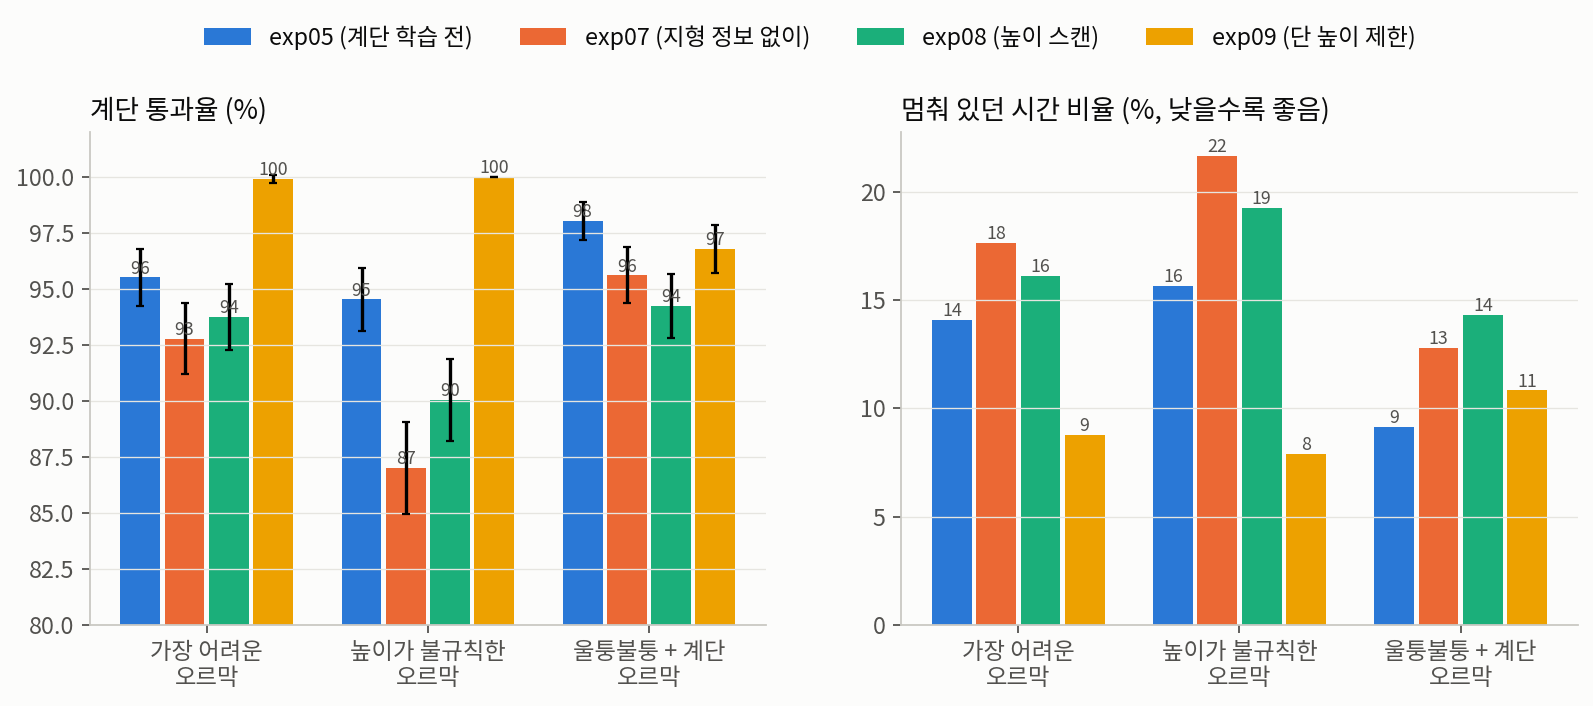 exp05 (계단 학습 전) exp07 (지형 정보 없이) exp08 (높이 스캔) exp09 (단 높이 제한)
계단 통과율 (%)
100.0
97.5
95.0
92.5
90.0
87.5
85.0
82.5
80.0
96 93 94 100
95 87 90 100
98 96 94 97
가장 어려운
오르막
높이가 불규칙한
오르막
울퉁불퉁 + 계단
오르막
멈춰 있던 시간 비율 (%, 낮을수록 좋음)
20
15
10
5
0
14 18 16 9
16 22 19 8
9 13 14 11
가장 어려운
오르막
높이가 불규칙한
오르막
울퉁불퉁 + 계단
오르막